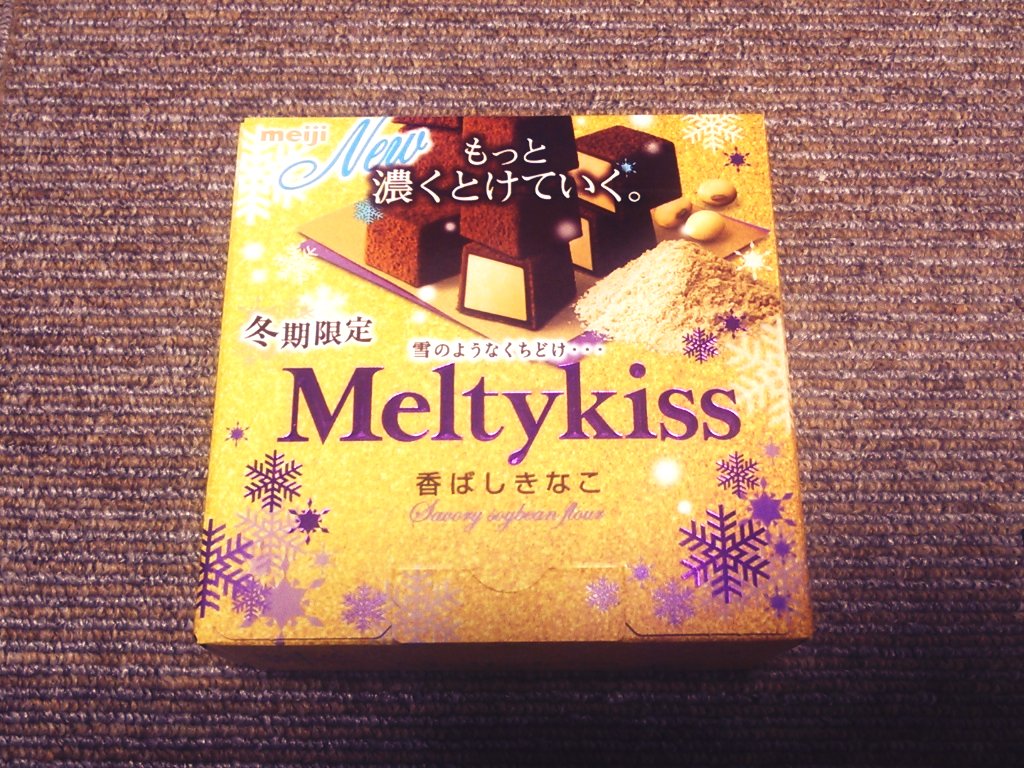 meiji
New
もっと
濃くとけていく。
冬期限定
雪のようなくちどけ・・・
Meltykiss
香ばしきなこ
Savory soybean flour